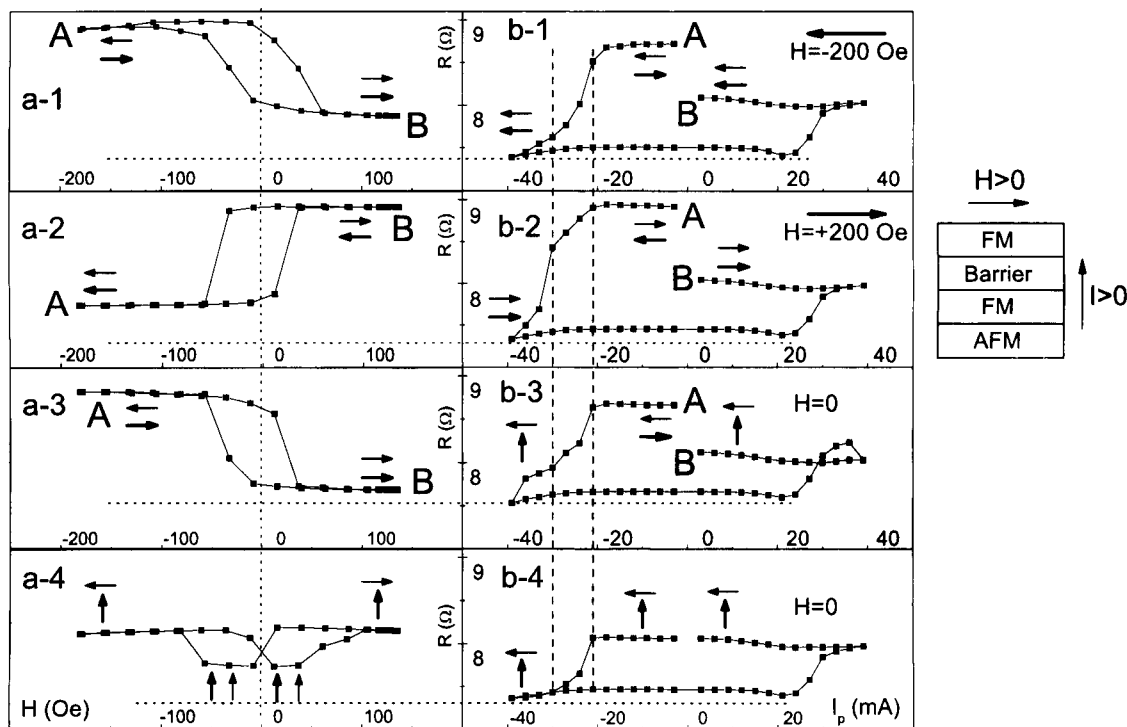 A
a-1
B
-200 -100 0 100
9
R (Ω)
8
b-1
A
H=-200 Oe
B
-40 -20 0 20 40
a-2
A
B
-200 -100 0 100
9
R (Ω)
8
b-2
A
H=+200 Oe
B
-40 -20 0 20 40
a-3
A
B
-200 -100 0 100
9
R (Ω)
8
b-3
A
H=0
B
-40 -20 0 20 40
a-4
H (Oe)
-200 -100 0 100
9
R (Ω)
8
b-4
H=0
I_p (mA)
-40 -20 0 20
H>0
FM
Barrier
FM
AFM
I>0